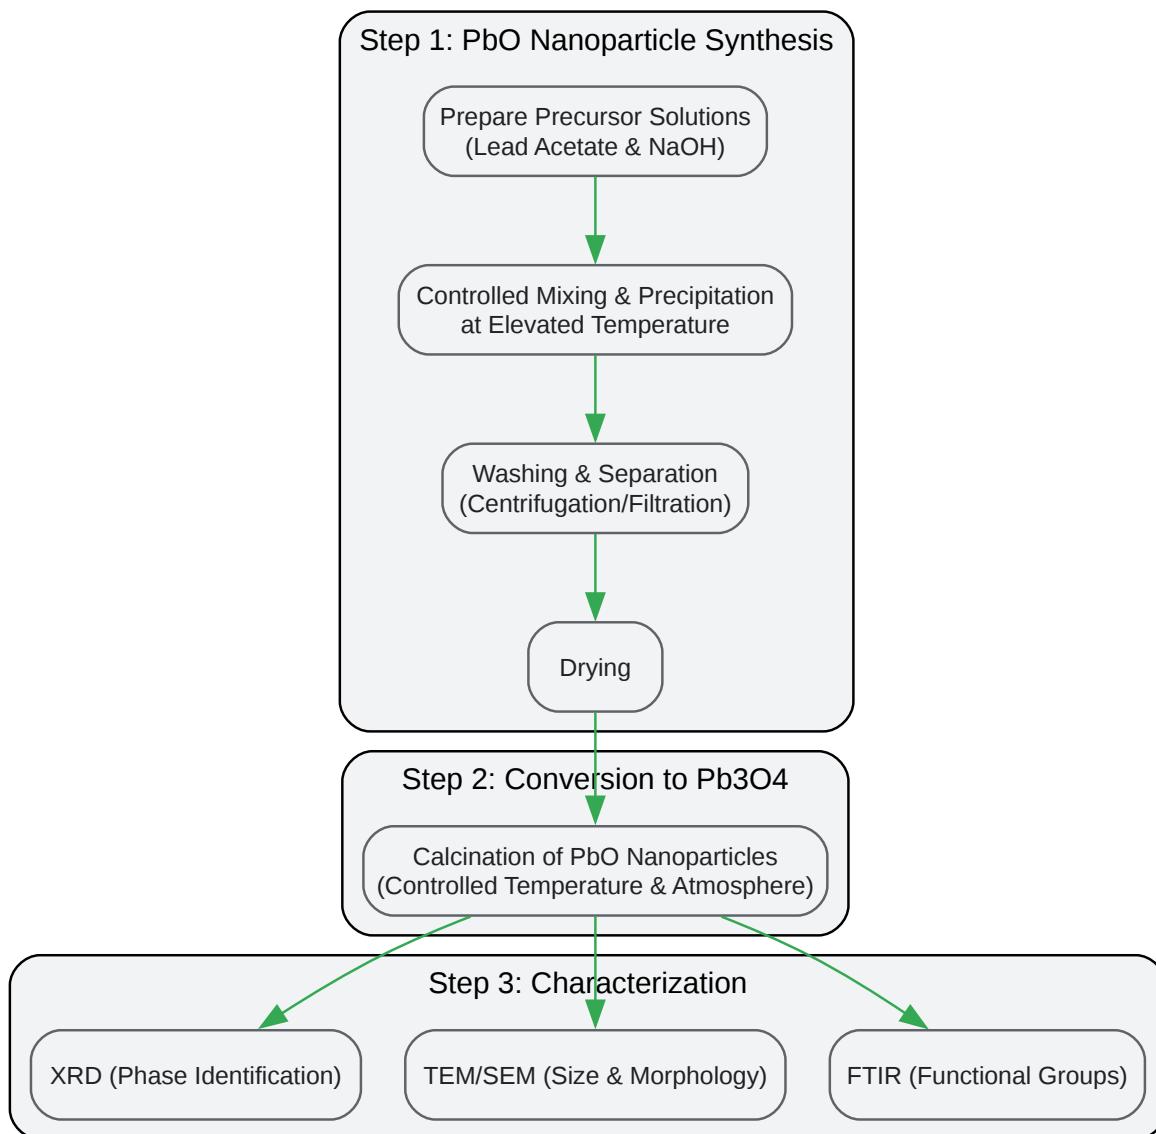 Step 1: PbO Nanoparticle Synthesis
Prepare Precursor Solutions
(Lead Acetate & NaOH)
Controlled Mixing & Precipitation
at Elevated Temperature
Washing & Separation
(Centrifugation/Filtration)
Drying
Step 2: Conversion to Pb3O4
Calcination of PbO Nanoparticles
(Controlled Temperature & Atmosphere)
Step 3: Characterization
XRD (Phase Identification)
TEM/SEM (Size & Morphology)
FTIR (Functional Groups)